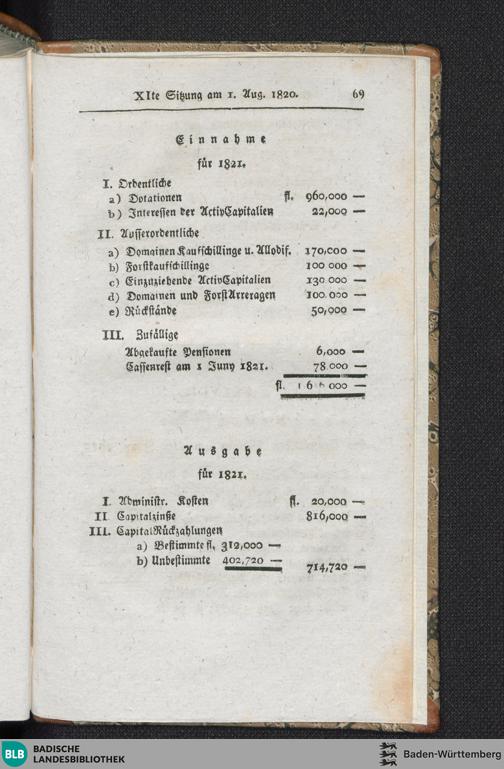 XIte Sitzung am 1. Aug. 1820. 69
Einnahme
für 1821.
I. Ordentliche
a) Dotationen fl. 960,000 —
b) Interessen der ActivCapitalien 22,000 —
II. Ausserordentliche
a) Domainen Kaufschillinge u. Allodif. 170,000 —
b) Forstkaufschillinge 100 000 —
c) Einzuziehende ActivCapitalien 130 000 —
d) Domainen und ForstArreragen 100.000 —
e) Rückstände 50,000 —
III. Zufällige
Abgekaufte Pensionen 6,000 —
Cassenrest am 1 Juny 1821. 78 000 —
fl. 000 —
Ausgabe
für 1821.
I. Administr. Kosten fl. 20,000 —
II Capitalzinße 816,000 —
III. CapitalRückzahlungen
a) Bestimmte fl. 312,000 —
b) Unbestimmte 402,720 —
714,720 —
BLB BADISCHE
LANDESBIBLIOTHEK
Baden-Württemberg